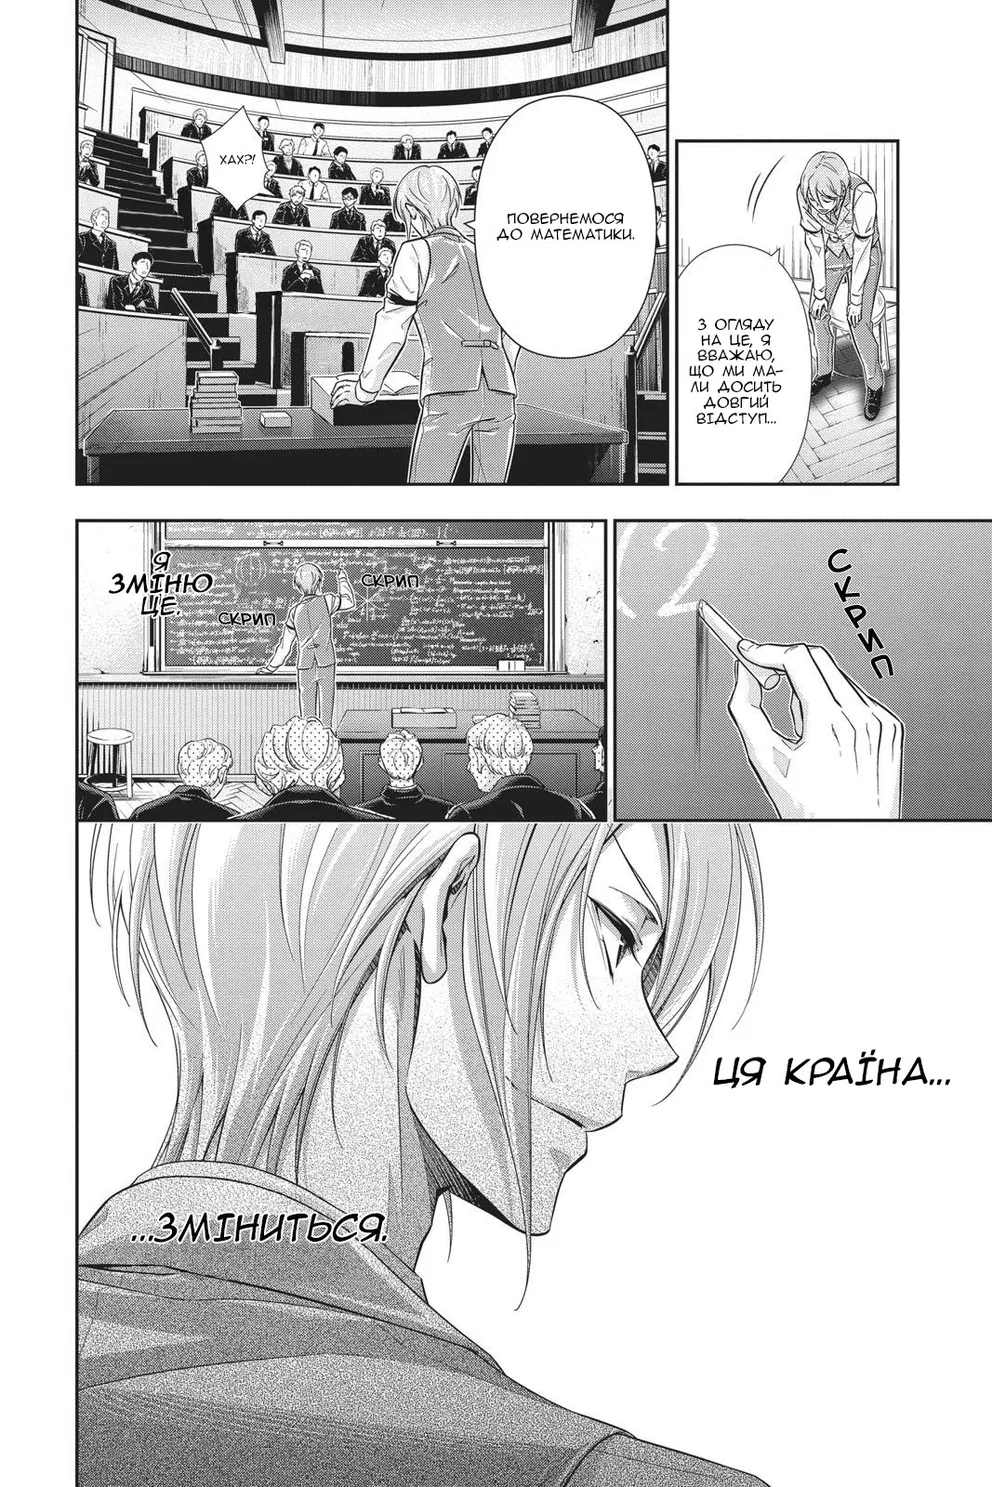 З ОГЛЯДУ
НА ЦЕ, Я
ВВАЖАЮ,
ЩО МИ МА-
ЛИ ДОСИТЬ
ДОВГИЙ
ВІДСТУП...
ПОВЕРНЕМОСЯ
ДО МАТЕМАТИКИ.
ХАХ?!
2
СКРИП
СКРИП
СКРИП
Я
ЗМІНЮ
ЦЕ.
ЦЯ КРАЇНА...
...ЗМІНИТЬСЯ.